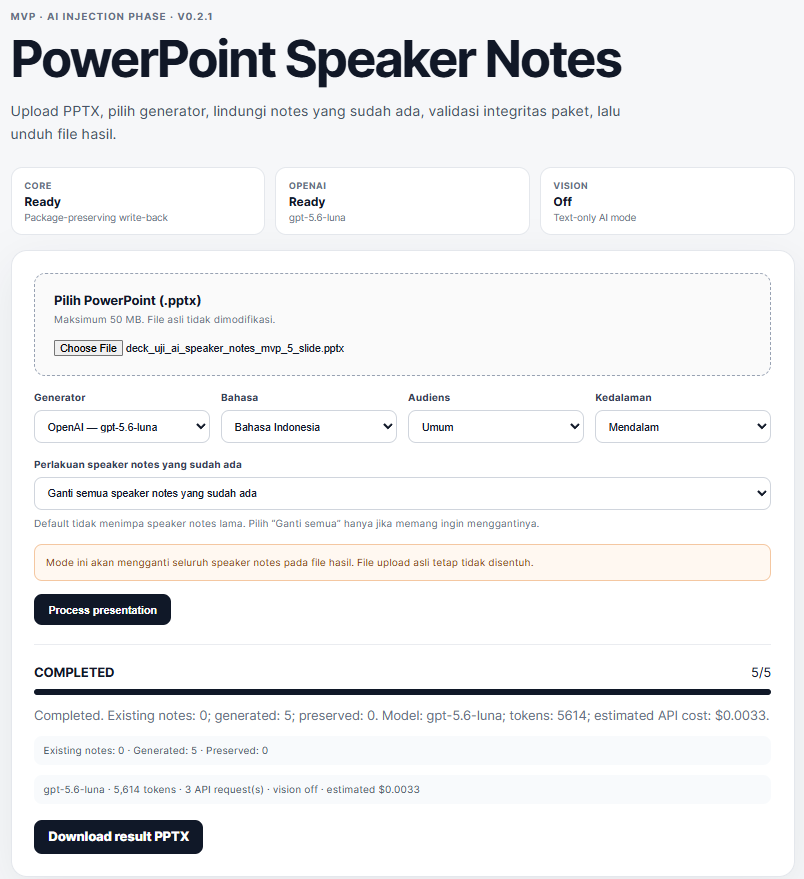 MVP · AI INJECTION PHASE · V0.2.1
PowerPoint Speaker Notes
Upload PPTX, pilih generator, lindungi notes yang sudah ada, validasi integritas paket, lalu
unduh file hasil.
CORE
Ready
Package-preserving write-back
OPENAI
Ready
gpt-5.6-luna
VISION
Off
Text-only AI mode
Pilih PowerPoint (.pptx)
Maksimum 50 MB. File asli tidak dimodifikasi.
Choose File deck_uji_ai_speaker_notes_mvp_5_slide.pptx
Generator
OpenAI — gpt-5.6-luna
Bahasa
Bahasa Indonesia
Audiens
Umum
Kedalaman
Mendalam
Perlakuan speaker notes yang sudah ada
Ganti semua speaker notes yang sudah ada
Default tidak menimpa speaker notes lama. Pilih "Ganti semua" hanya jika memang ingin menggantinya.
Mode ini akan mengganti seluruh speaker notes pada file hasil. File upload asli tetap tidak disentuh.
Process presentation
COMPLETED 5/5
Completed. Existing notes: 0; generated: 5; preserved: 0. Model: gpt-5.6-luna; tokens: 5614; estimated API cost: $0.0033.
Existing notes: 0 · Generated: 5 · Preserved: 0
gpt-5.6-luna · 5,614 tokens · 3 API request(s) · vision off · estimated $0.0033
Download result PPTX